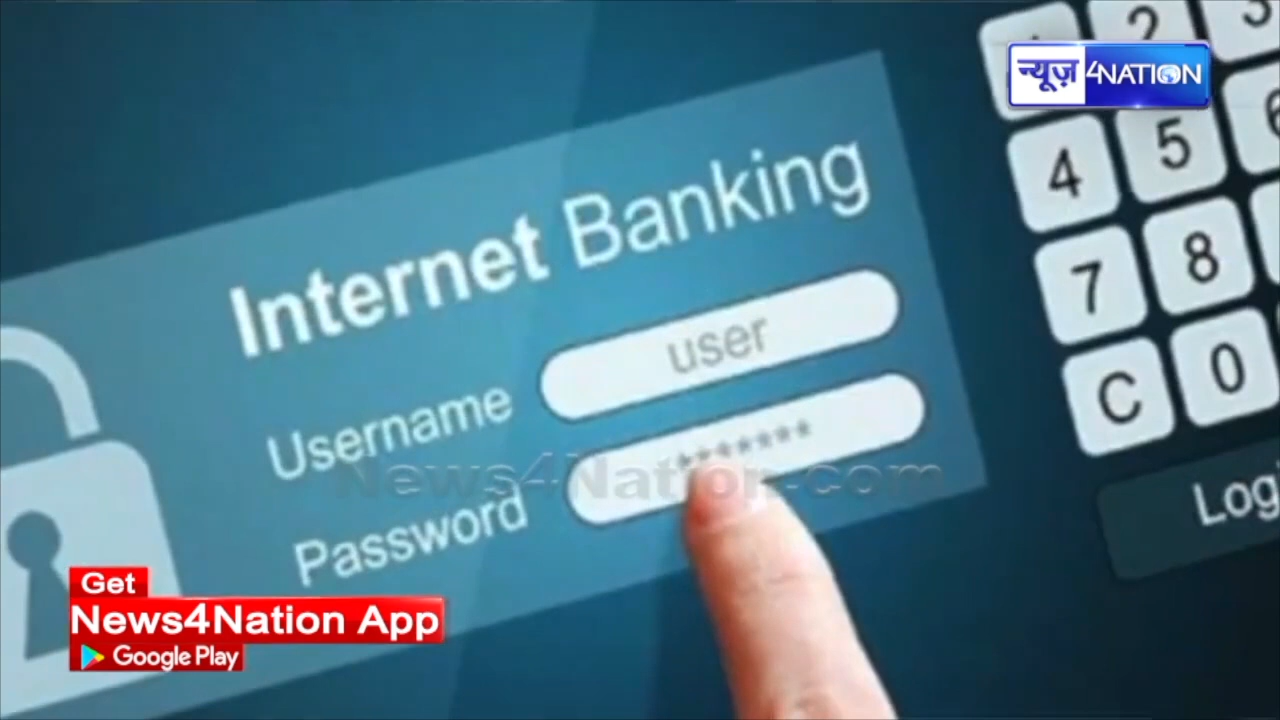 न्यूज़ 4NATION
Internet Banking
Username
user
Password
*******
News4Nation.com
2
3
4
5
6
7
8
C
0
Log
Get
News4Nation App
Google Play